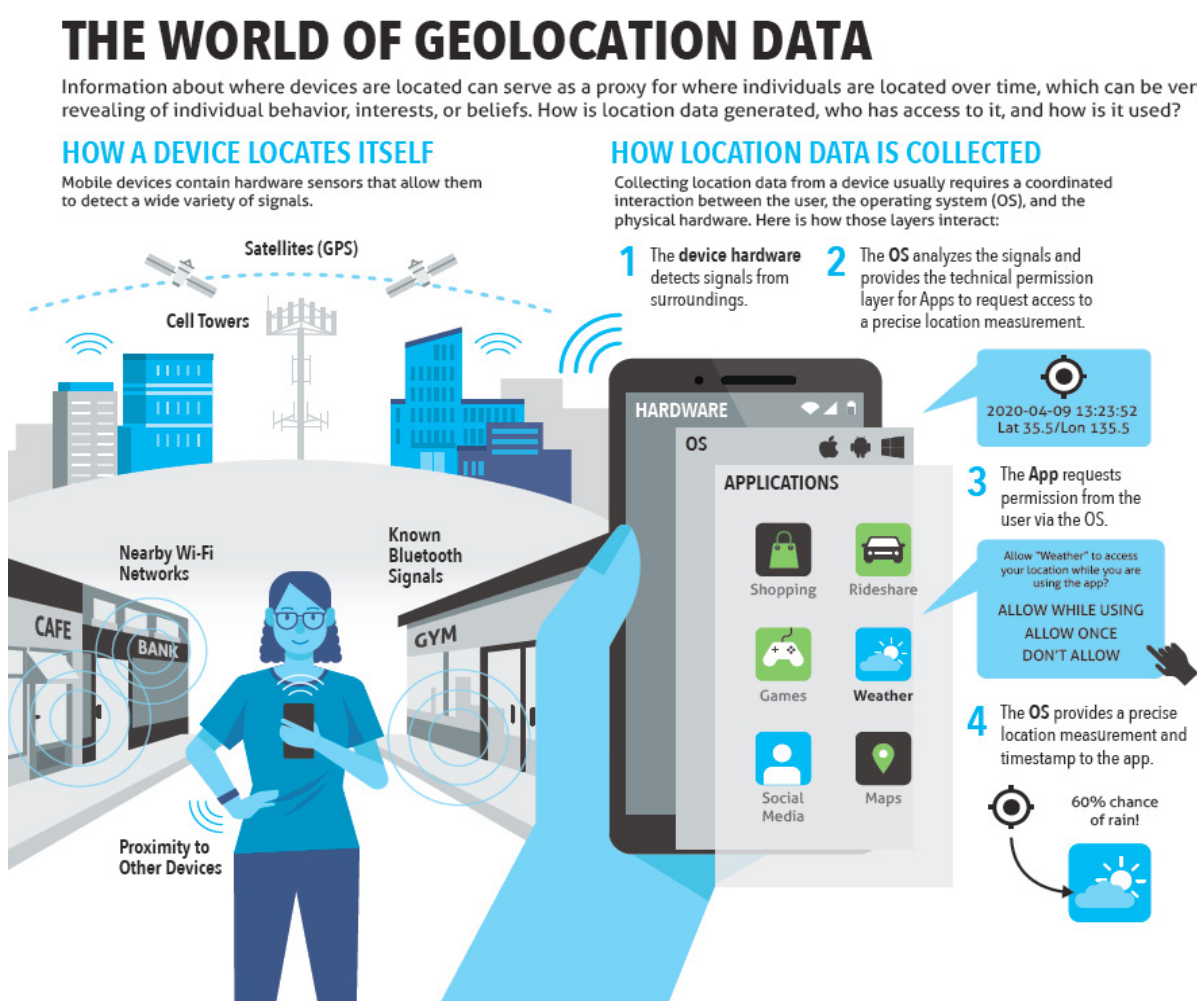 THE WORLD OF GEOLOCATION DATA
Information about where devices are located can serve as a proxy for where individuals are located over time, which can be
revealing of individual behavior, interests, or beliefs. How is location data generated, who has access to it, and how is it used?
HOW A DEVICE LOCATES ITSELF
Mobile devices contain hardware sensors that allow them
to detect a wide variety of signals.
Satellites (GPS)
Cell Towers
Nearby Wi-Fi
Networks
Known
Bluetooth
Signals
CAFE
BANK
GYM
Proximity to
Other Devices
HOW LOCATION DATA IS COLLECTED
Collecting location data from a device usually requires a coordinated
interaction between the user, the operating system (OS), and the
physical hardware. Here is how those layers interact:
1 The device hardware
detects signals from
surroundings.
2 The OS analyzes the signals and
provides the technical permission
layer for Apps to request access to
a precise location measurement.
HARDWARE
OS
APPLICATIONS
Shopping
Rideshare
Games
Weather
Social
Media
Maps
2020-04-09 13:23:52
Lat 35.5/Lon 135.5
3 The App requests
permission from the
user via the OS.
Allow "Weather" to access
your location while you are
using the app?
ALLOW WHILE USING
ALLOW ONCE
DON'T ALLOW
4 The OS provides a precise
location measurement and
timestamp to the app.
60% chance
of rain!